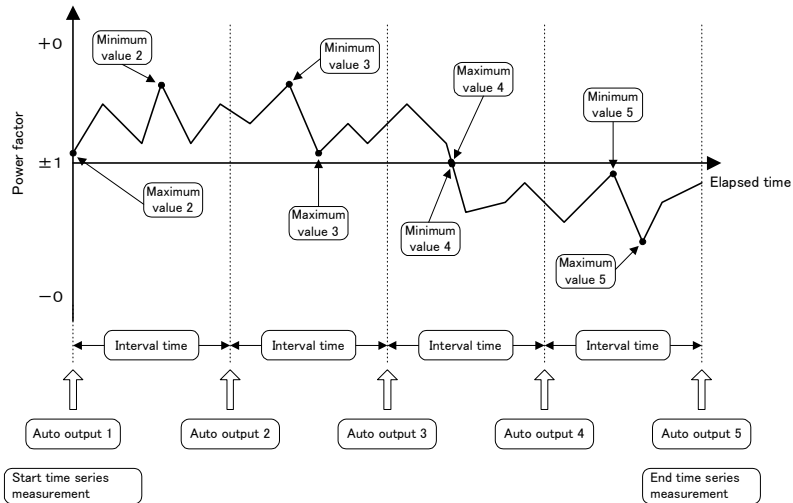 +0
Minimum
value 2
Minimum
value 3
Maximum
value 4
Minimum
value 5
Power factor
±1
Elapsed time
Maximum
value 2
Maximum
value 3
Minimum
value 4
Maximum
value 5
−0
Interval time
Interval time
Interval time
Interval time
Auto output 1
Auto output 2
Auto output 3
Auto output 4
Auto output 5
Start time series
measurement
End time series
measurement